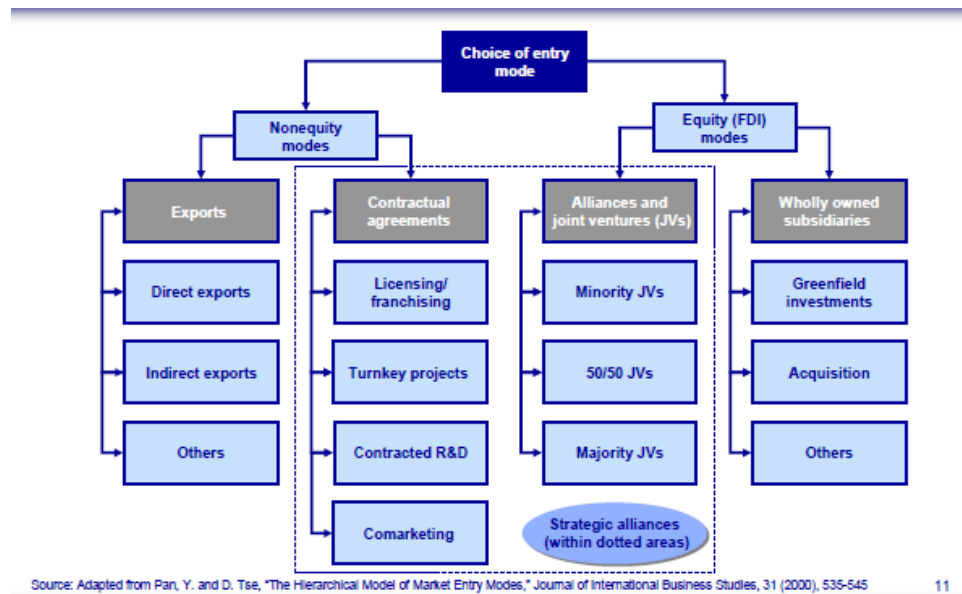 Choice of entry
mode
Nonequity
modes
Equity (FDI)
modes
Exports
Contractual
agreements
Alliances and
joint ventures (JVs)
Wholly owned
subsidiaries
Direct exports
Licensing/
franchising
Minority JVs
Greenfield
investments
Indirect exports
Turnkey projects
50/50 JVs
Acquisition
Others
Contracted R&D
Majority JVs
Others
Comarketing
Strategic alliances
(within dotted areas)
Source: Adapted from Pan, Y. and D. Tse, "The Hierarchical Model of Market Entry Modes," Journal of International Business Studies, 31 (2000), 535-545
11